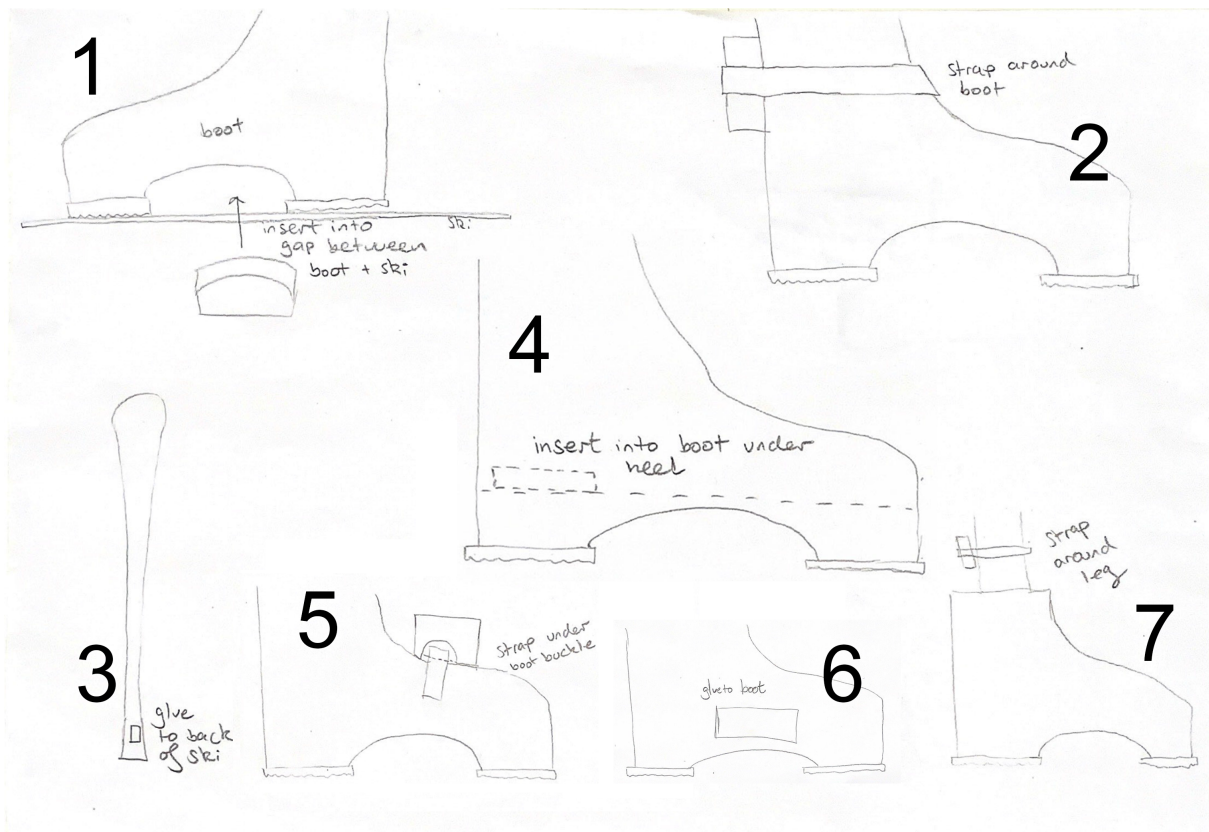 1
boot
insert into
gap between
boot + ski
ski
2
strap around
boot
3
glue
to back
of ski
4
insert into boot under
heel
5
strap under
boot buckle
6
glue to boot
7
strap
around
leg